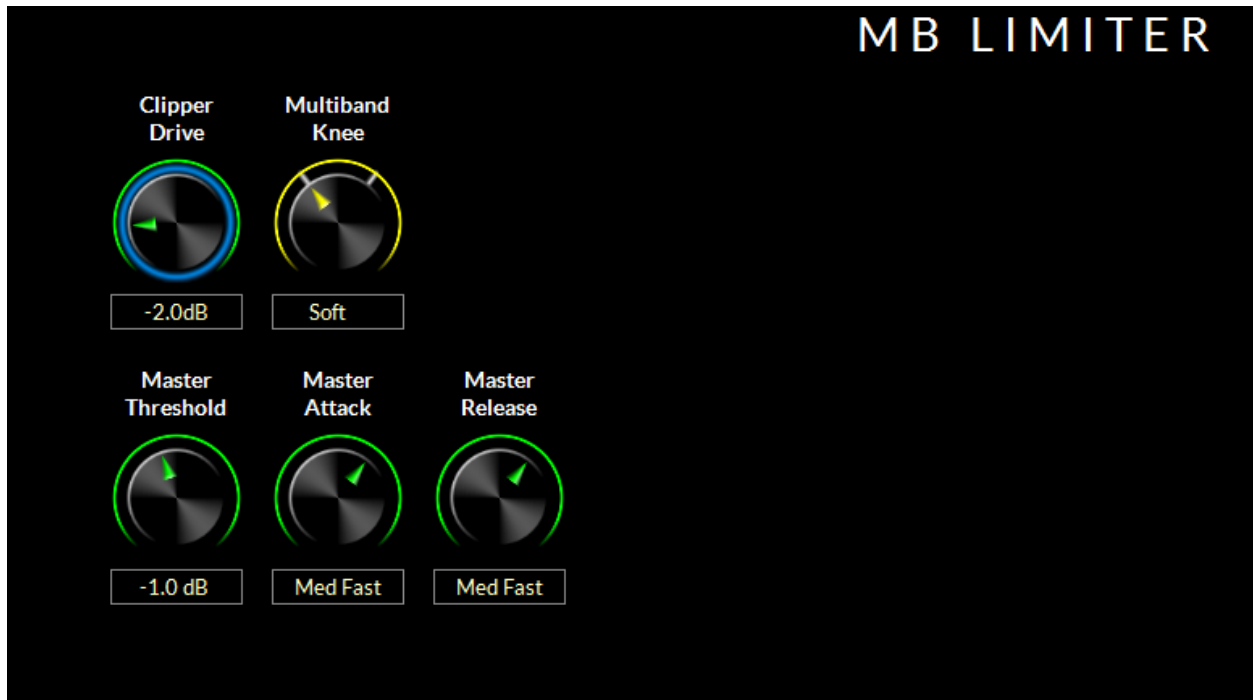 MB LIMITER
Clipper
Drive
Multiband
Knee
-2.0dB
Soft
Master
Threshold
Master
Attack
Master
Release
-1.0 dB
Med Fast
Med Fast